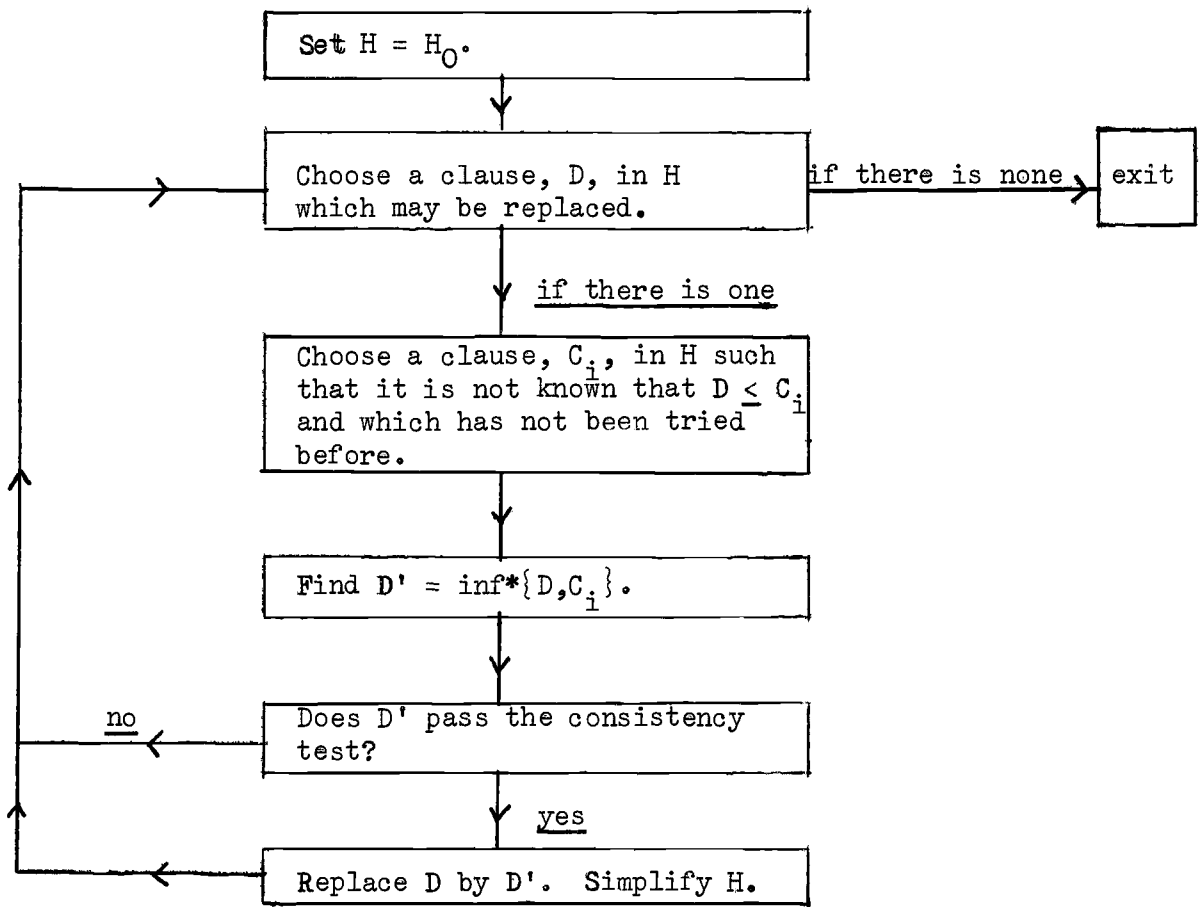 Set H = H₀.
Choose a clause, D, in H
which may be replaced.
if there is none
exit
if there is one
Choose a clause, Cᵢ, in H such
that it is not known that D ≤ Cᵢ
and which has not been tried
before.
Find D' = inf*{D,Cᵢ}.
Does D' pass the consistency
test?
no
yes
Replace D by D'. Simplify H.